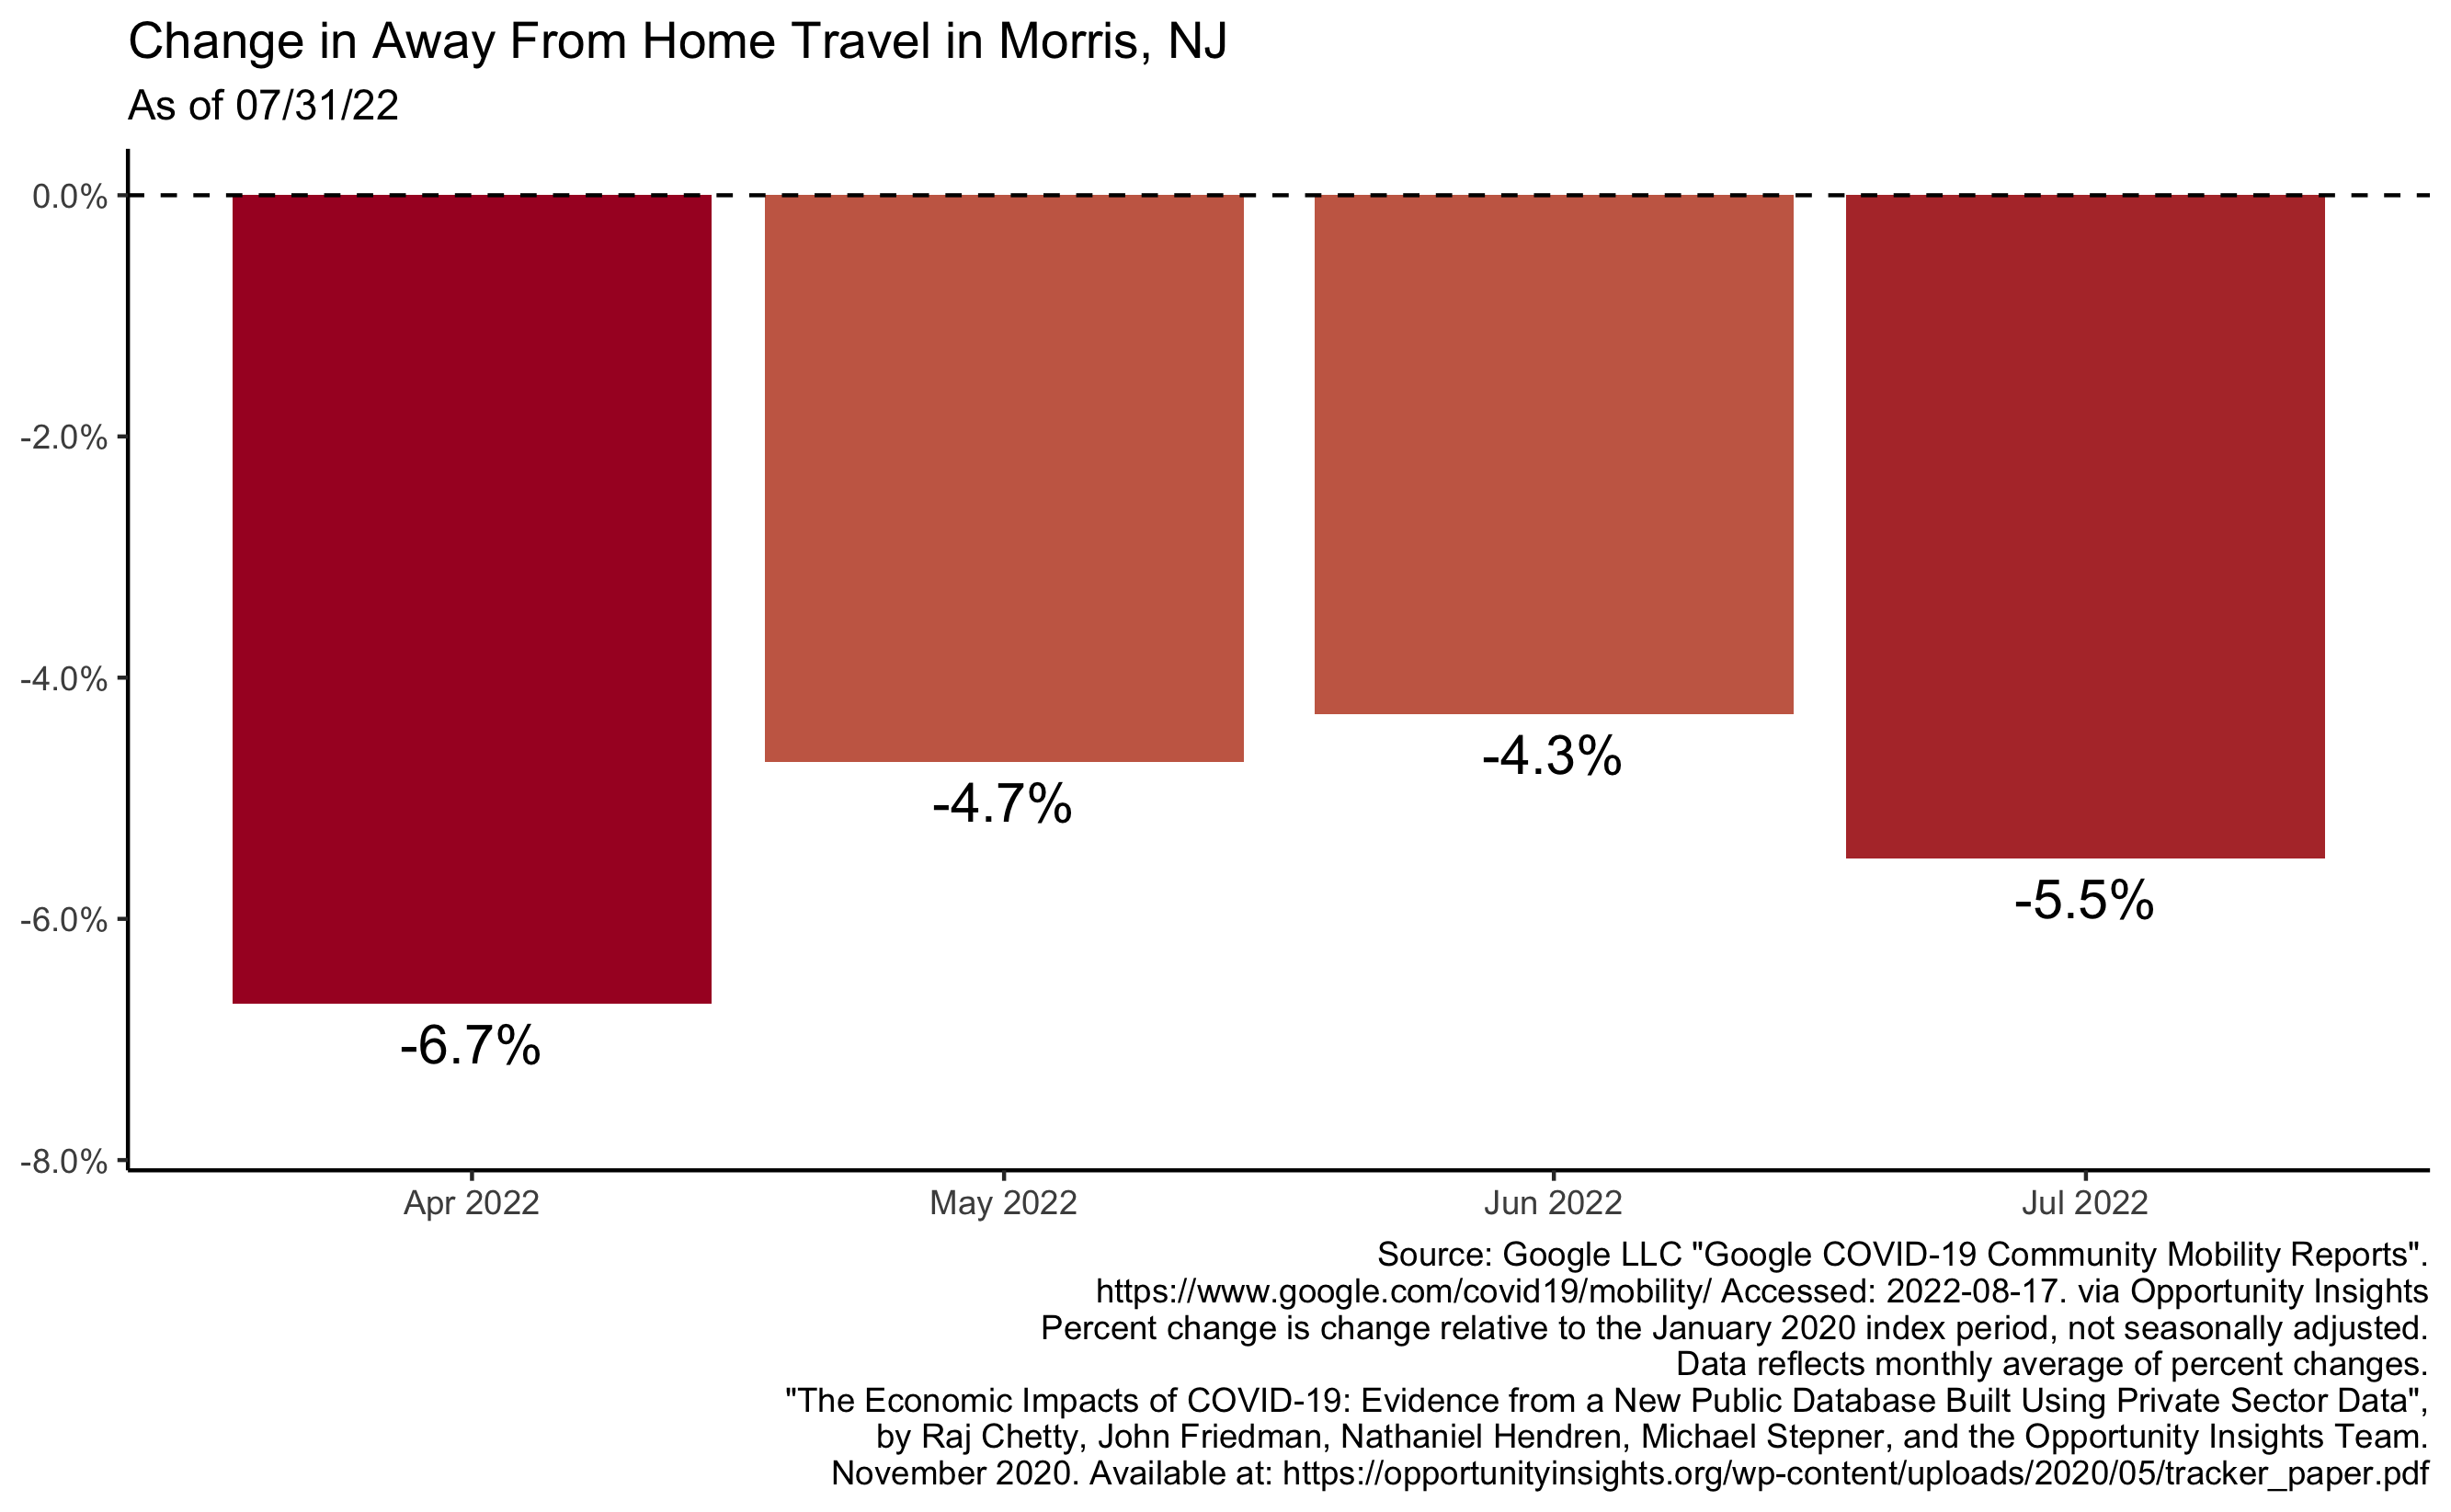 Change in Away From Home Travel in Morris, NJ
As of 07/31/22
0.0%
-2.0%
-4.0%
-6.0%
-8.0%
-6.7%
-4.7%
-4.3%
-5.5%
Apr 2022
May 2022
Jun 2022
Jul 2022
Source: Google LLC "Google COVID-19 Community Mobility Reports".
https://www.google.com/covid19/mobility/ Accessed: 2022-08-17. via Opportunity Insights
Percent change is change relative to the January 2020 index period, not seasonally adjusted.
Data reflects monthly average of percent changes.
"The Economic Impacts of COVID-19: Evidence from a New Public Database Built Using Private Sector Data",
by Raj Chetty, John Friedman, Nathaniel Hendren, Michael Stepner, and the Opportunity Insights Team.
November 2020. Available at: https://opportunityinsights.org/wp-content/uploads/2020/05/tracker_paper.pdf